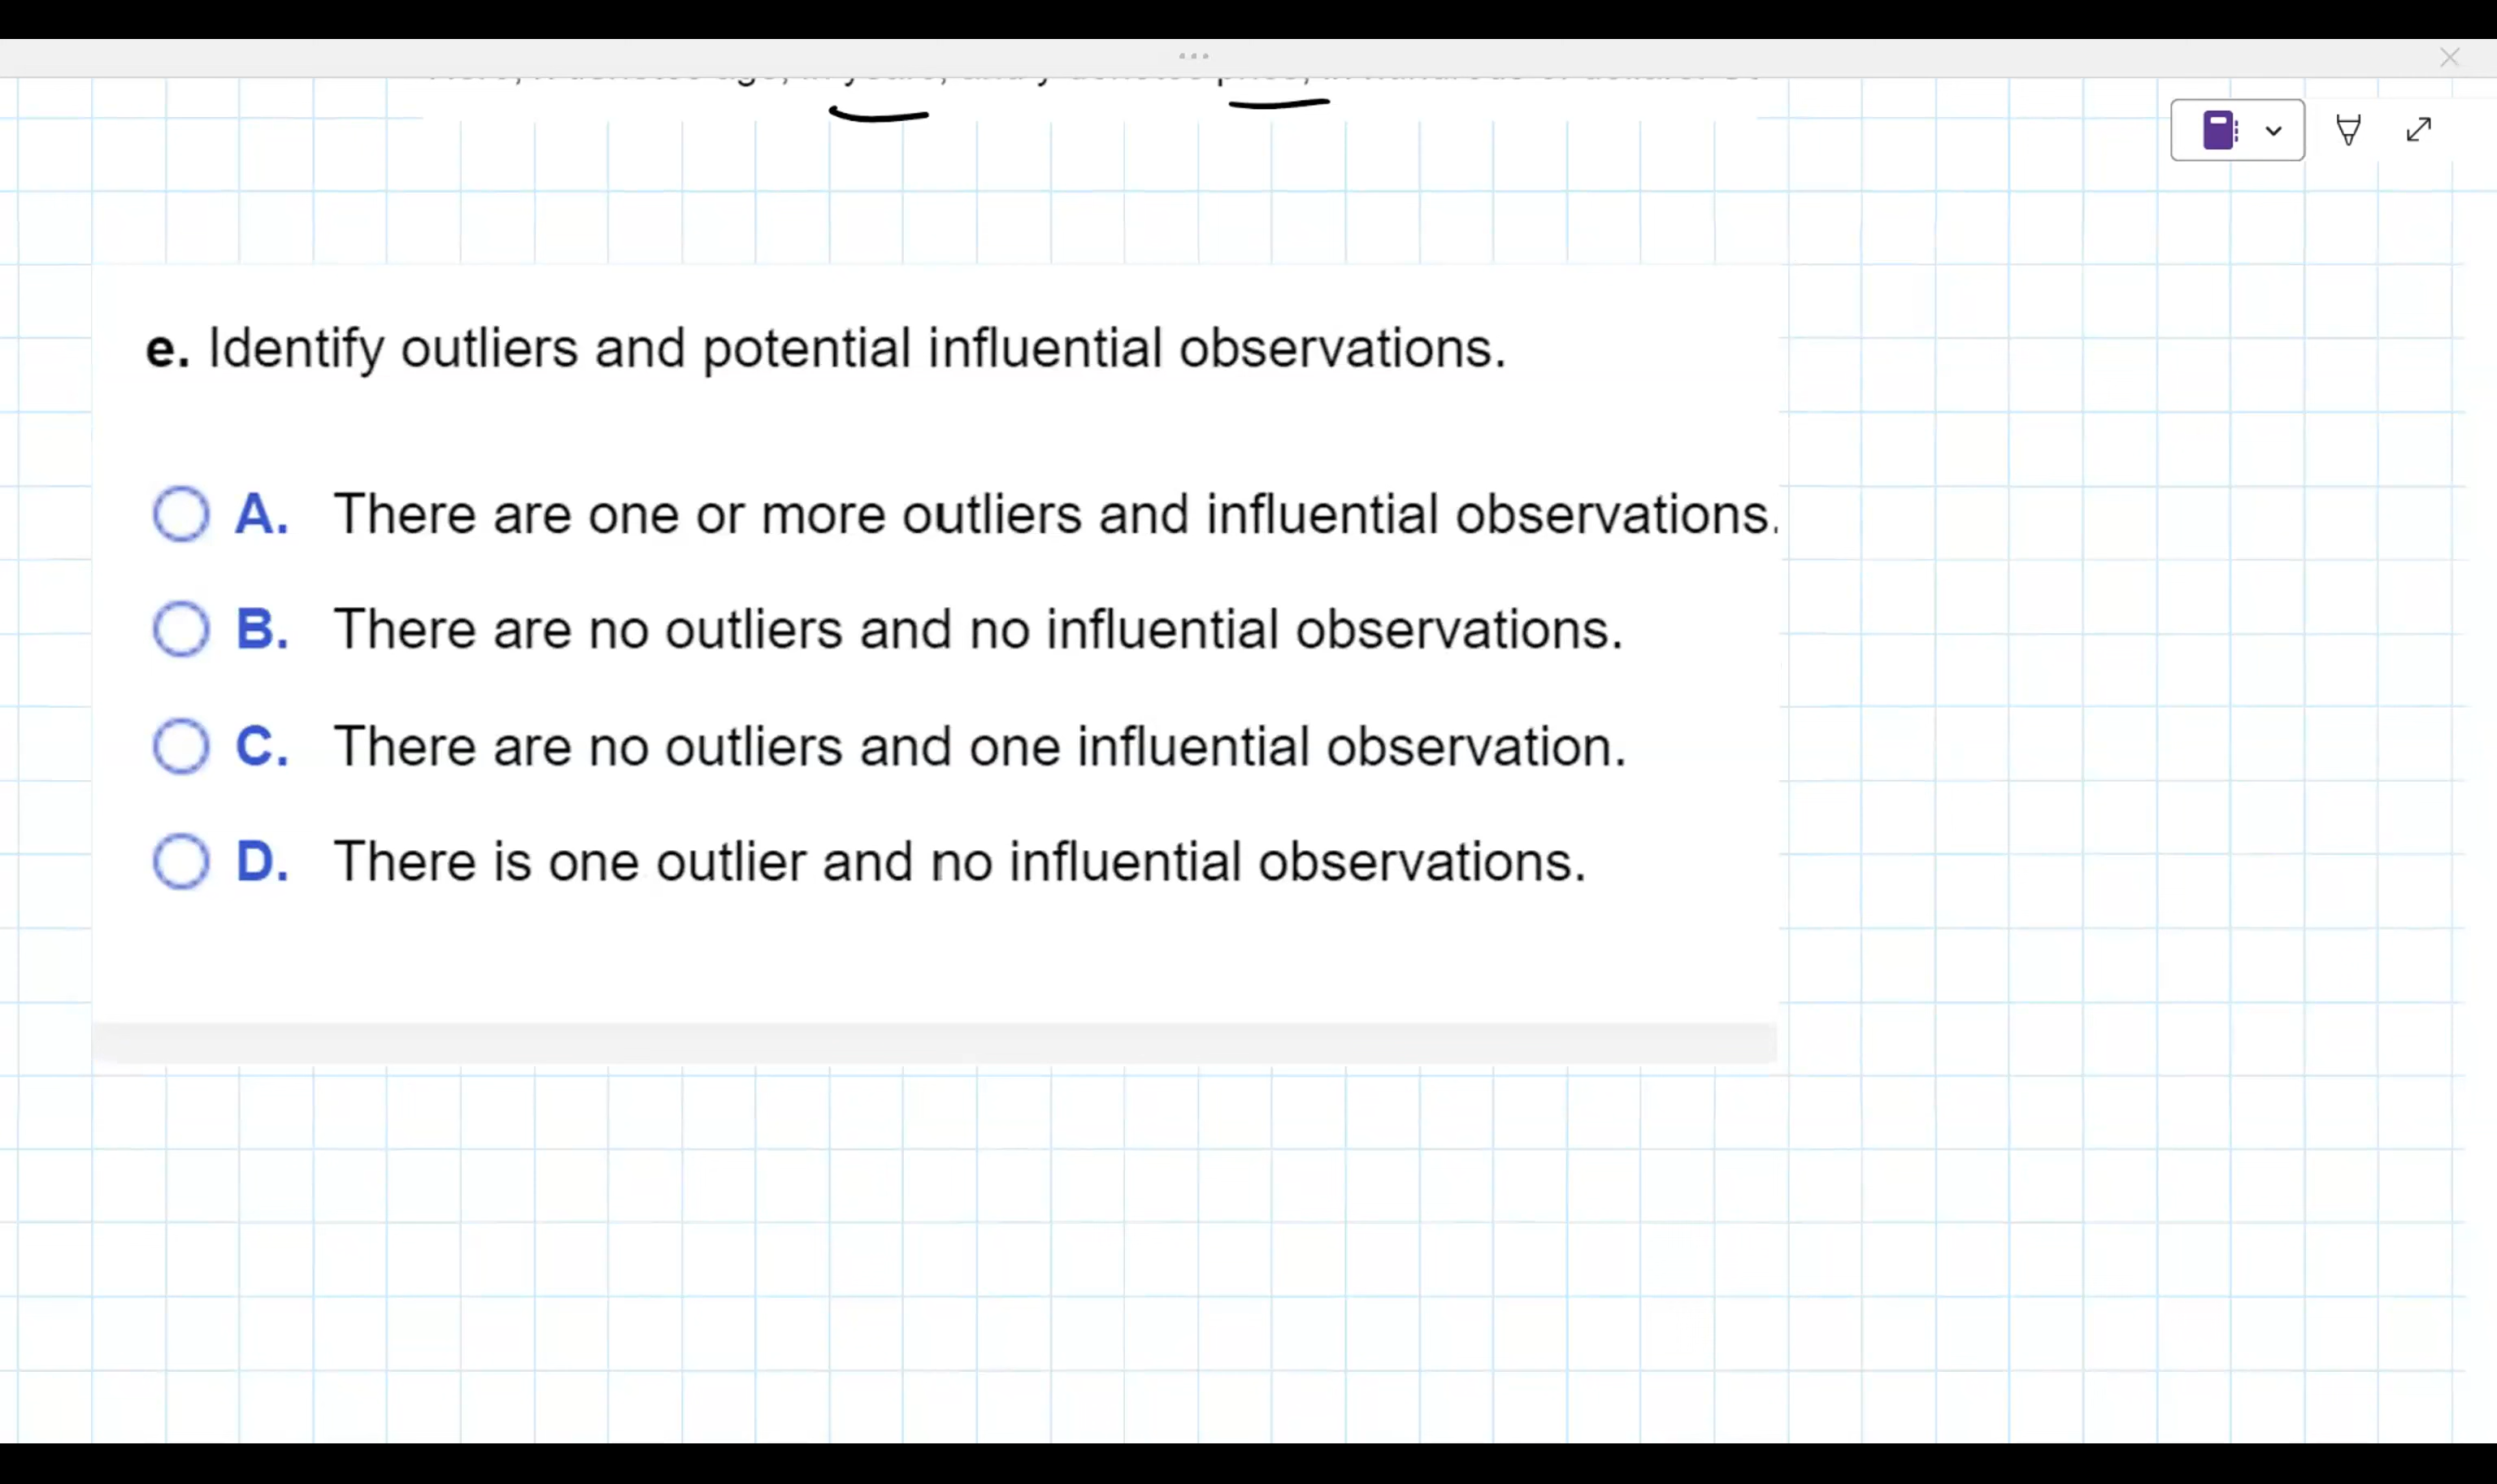 e. Identify outliers and potential influential observations.
A. There are one or more outliers and influential observations.
B. There are no outliers and no influential observations.
C. There are no outliers and one influential observation.
D. There is one outlier and no influential observations.